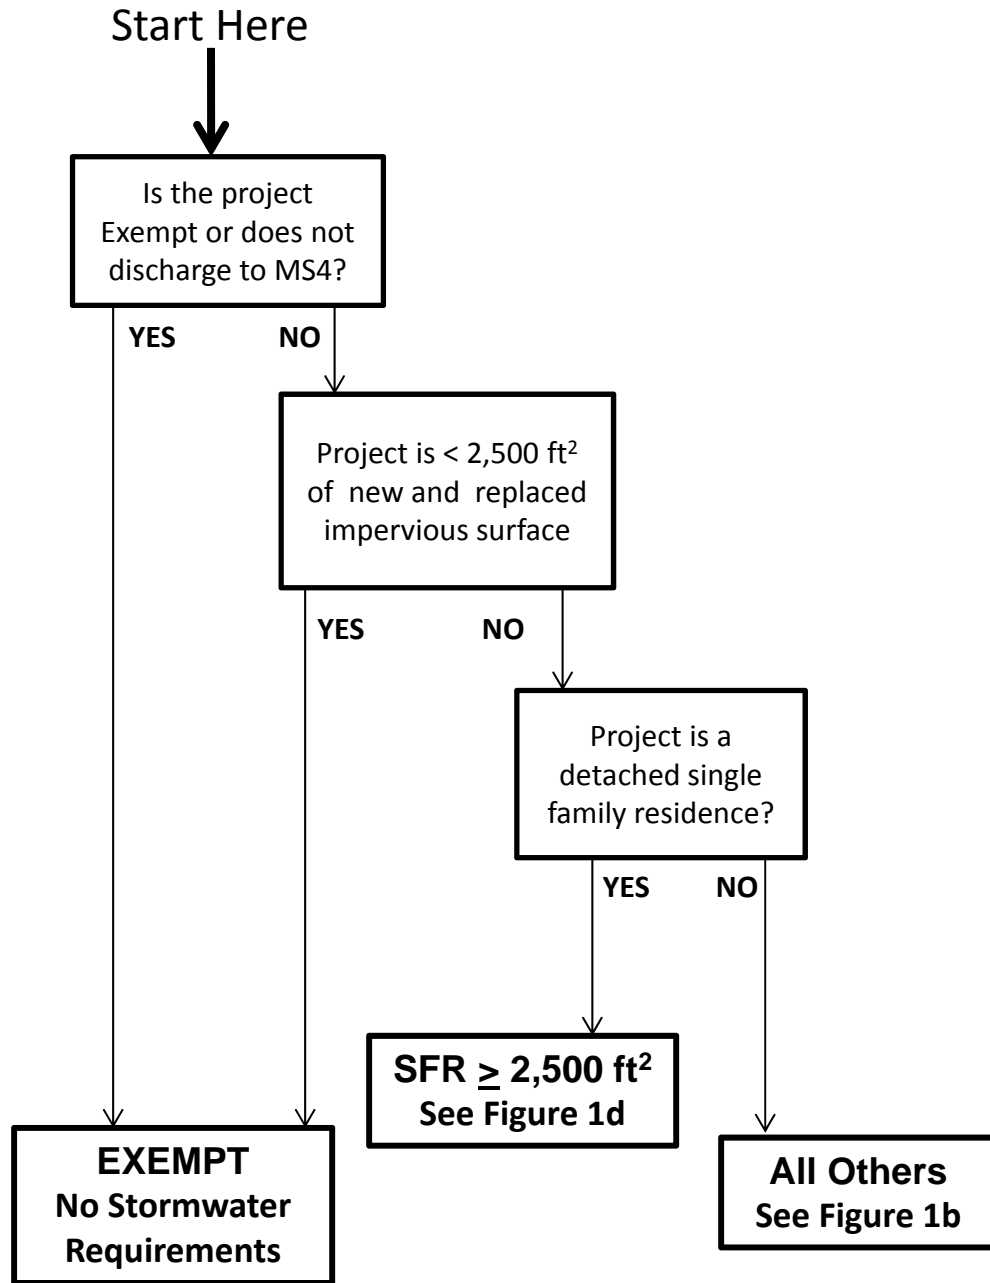 Start Here
Is the project
Exempt or does not
discharge to MS4?
YES NO
Project is < 2,500 ft²
of new and replaced
impervious surface
YES NO
Project is a
detached single
family residence?
YES NO
SFR ≥ 2,500 ft²
See Figure 1d
EXEMPT
No Stormwater
Requirements
All Others
See Figure 1b